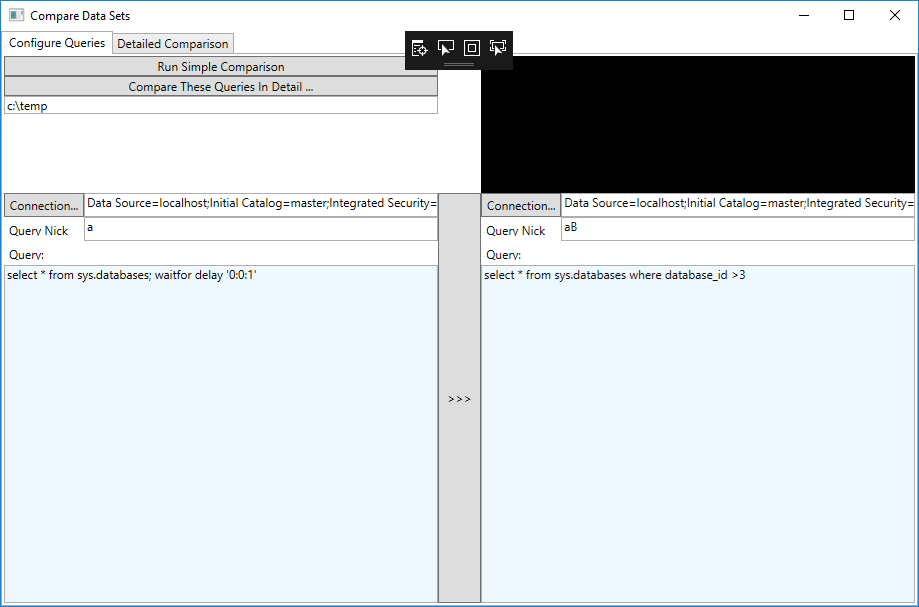 Compare Data Sets
Configure Queries Detailed Comparison
Run Simple Comparison
Compare These Queries In Detail ...
c:\temp
Connection... Data Source=localhost;Initial Catalog=master;Integrated Security=
Query Nick a
Query:
select * from sys.databases; waitfor delay '0:0:1'
>>>
Connection... Data Source=localhost;Initial Catalog=master;Integrated Security=
Query Nick aB
Query:
select * from sys.databases where database_id >3